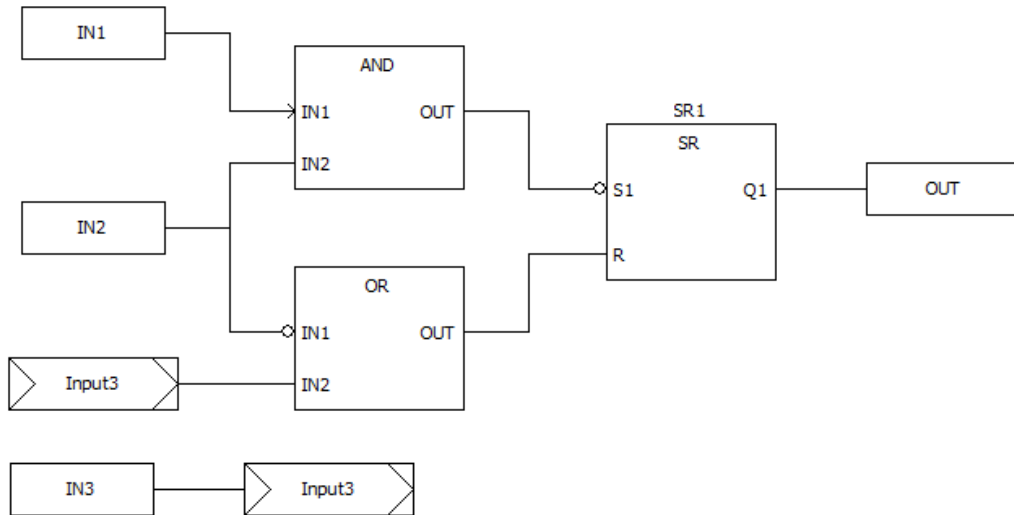 IN1
AND
IN1
OUT
IN2
SR1
SR
S1
Q1
OUT
R
IN2
OR
IN1
OUT
IN2
Input3
IN3
Input3